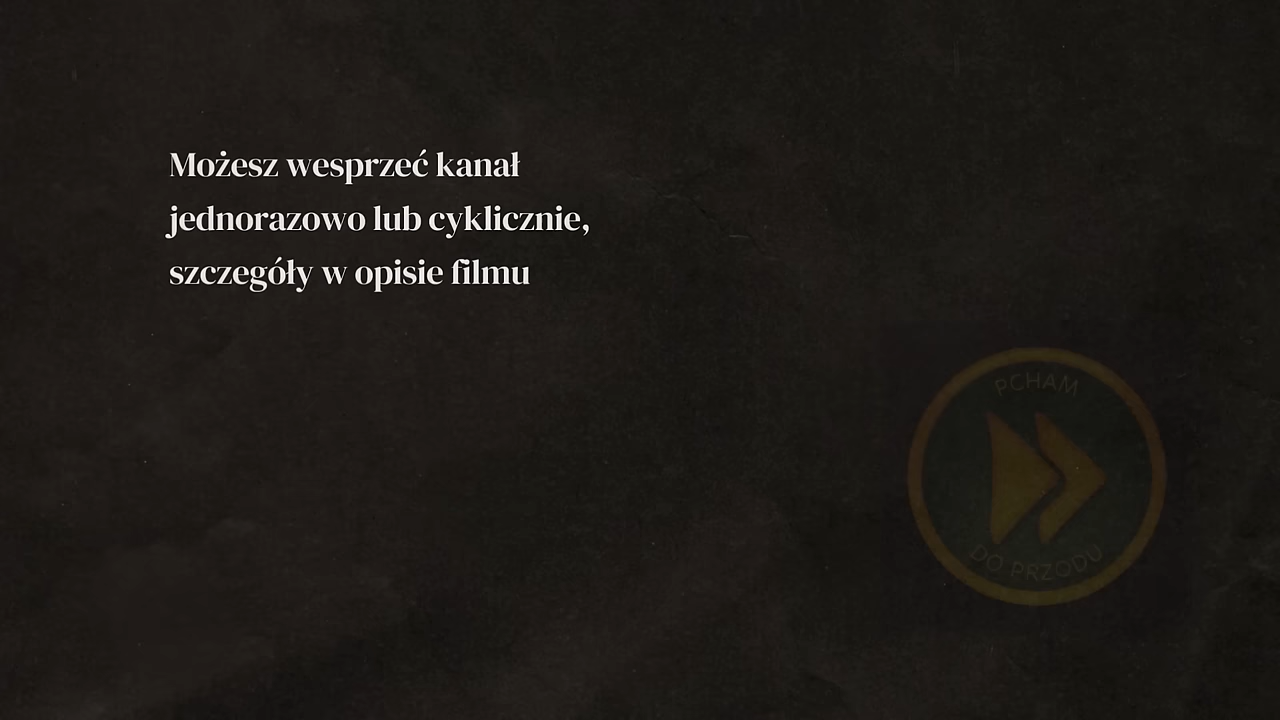 Możesz wesprzeć kanał
jednorazowo lub cyklicznie,
szczegóły w opisie filmu
PCHAM
DO PRZODU